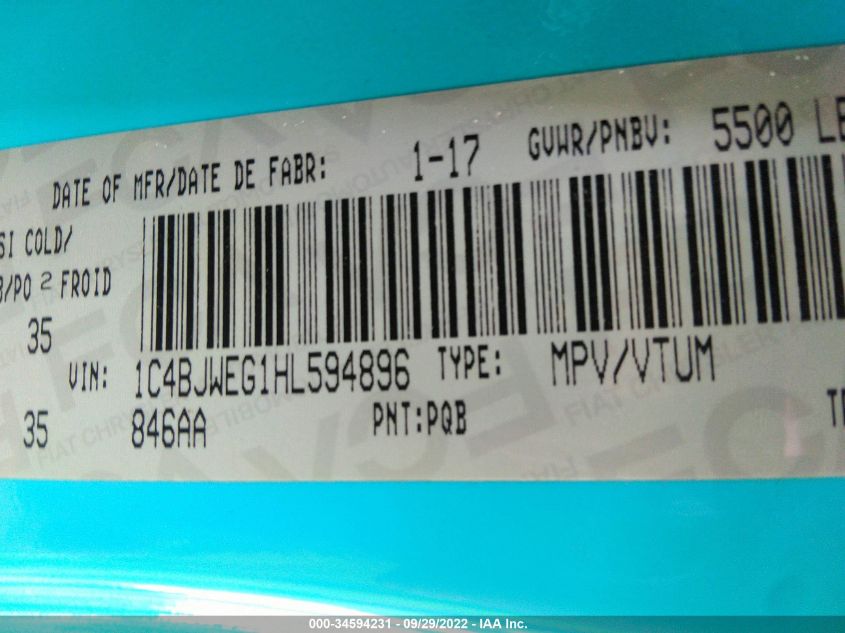 DATE OF MFR/DATE DE FABR: 1-17 GVWR/PNBV: 5500 LB
SI COLD/
B/PO 2 FROID
35
VIN: 1C4BJWEG1HL594896 TYPE: MPV/VTUM
35 846AA PNT:PQB
000-34594231 - 09/29/2022 - IAA Inc.